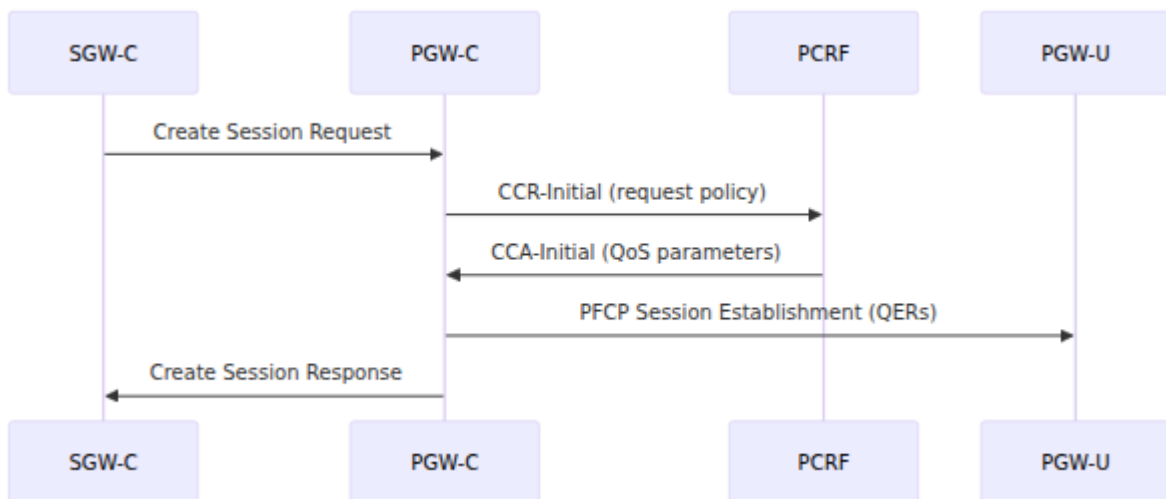 SGW-C
PGW-C
PCRF
PGW-U
Create Session Request
CCR-Initial (request policy)
CCA-Initial (QoS parameters)
PFCP Session Establishment (QERs)
Create Session Response
SGW-C
PGW-C
PCRF
PGW-U